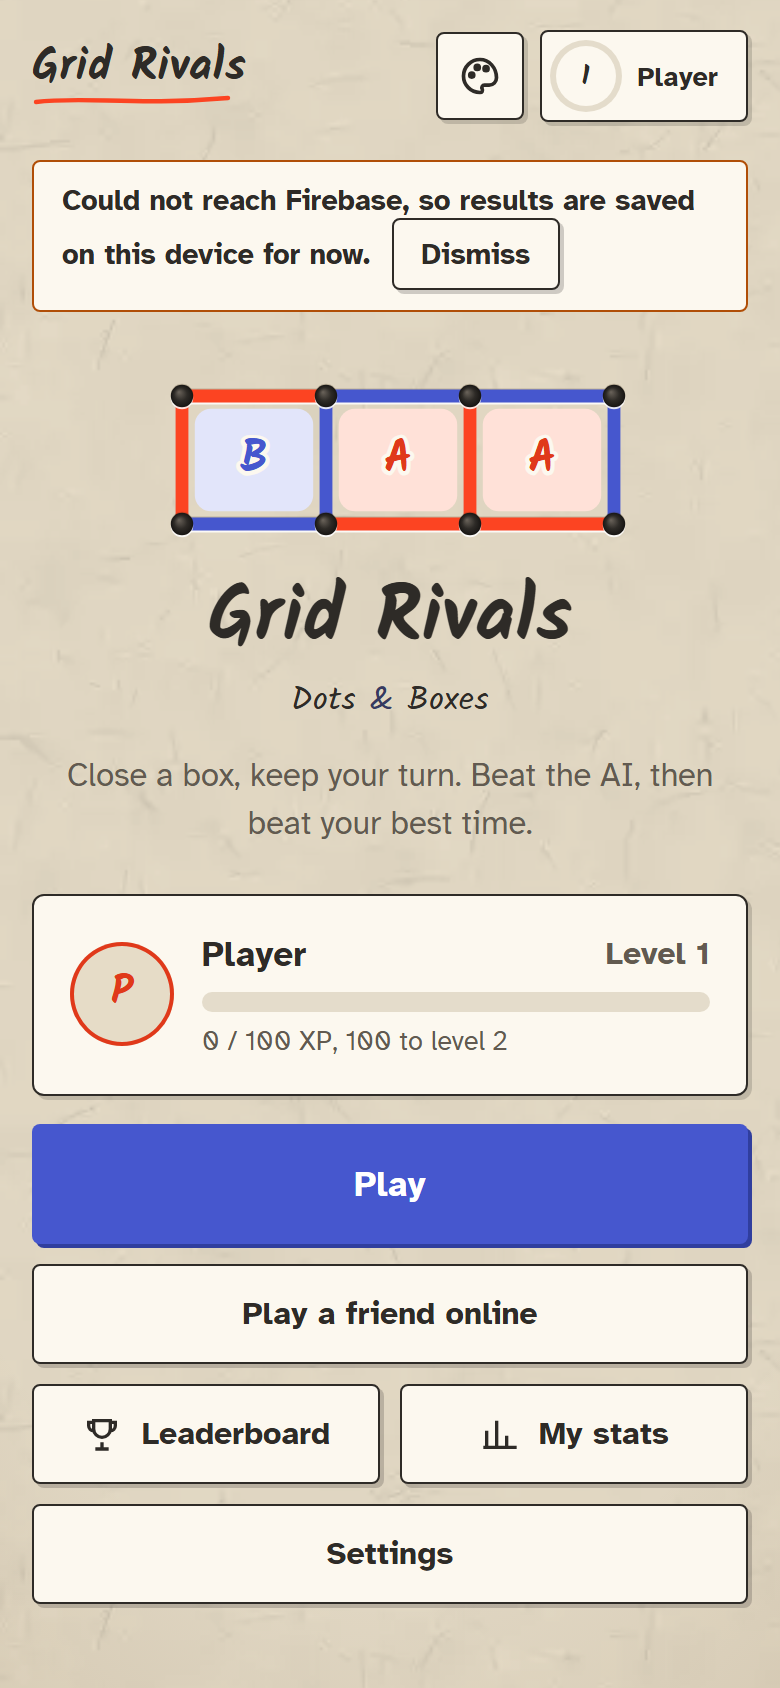 Grid Rivals
1
Player
Could not reach Firebase, so results are saved
on this device for now.
Dismiss
B A A
Grid Rivals
Dots & Boxes
Close a box, keep your turn. Beat the AI, then
beat your best time.
P
Player
Level 1
0 / 100 XP, 100 to level 2
Play
Play a friend online
Leaderboard
My stats
Settings